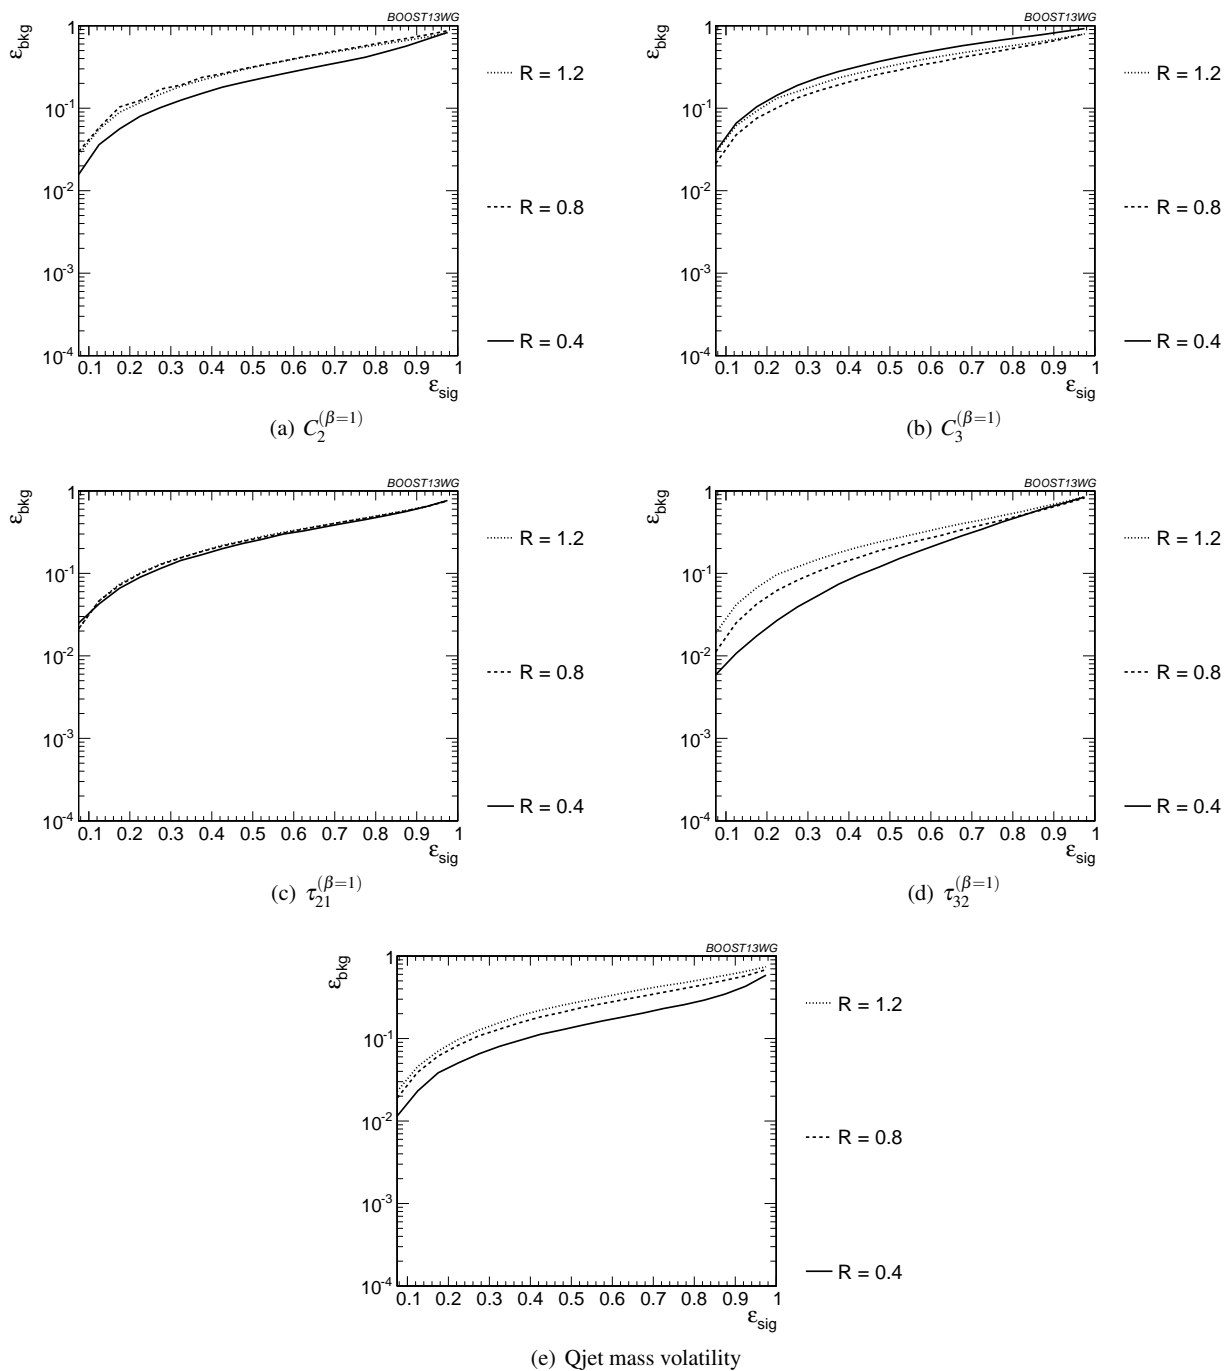 BOOST13WG
ε_bkg
1
10⁻¹
10⁻²
10⁻³
10⁻⁴
0.1 0.2 0.3 0.4 0.5 0.6 0.7 0.8 0.9 1
ε_sig
R = 1.2
R = 0.8
R = 0.4
(a) C₂^(β=1)
BOOST13WG
ε_bkg
1
10⁻¹
10⁻²
10⁻³
10⁻⁴
0.1 0.2 0.3 0.4 0.5 0.6 0.7 0.8 0.9 1
ε_sig
R = 1.2
R = 0.8
R = 0.4
(b) C₃^(β=1)
BOOST13WG
ε_bkg
1
10⁻¹
10⁻²
10⁻³
10⁻⁴
0.1 0.2 0.3 0.4 0.5 0.6 0.7 0.8 0.9 1
ε_sig
R = 1.2
R = 0.8
R = 0.4
(c) τ₂₁^(β=1)
BOOST13WG
ε_bkg
1
10⁻¹
10⁻²
10⁻³
10⁻⁴
0.1 0.2 0.3 0.4 0.5 0.6 0.7 0.8 0.9 1
ε_sig
R = 1.2
R = 0.8
R = 0.4
(d) τ₃₂^(β=1)
BOOST13WG
ε_bkg
1
10⁻¹
10⁻²
10⁻³
10⁻⁴
0.1 0.2 0.3 0.4 0.5 0.6 0.7 0.8 0.9 1
ε_sig
R = 1.2
R = 0.8
R = 0.4
(e) Qjet mass volatility